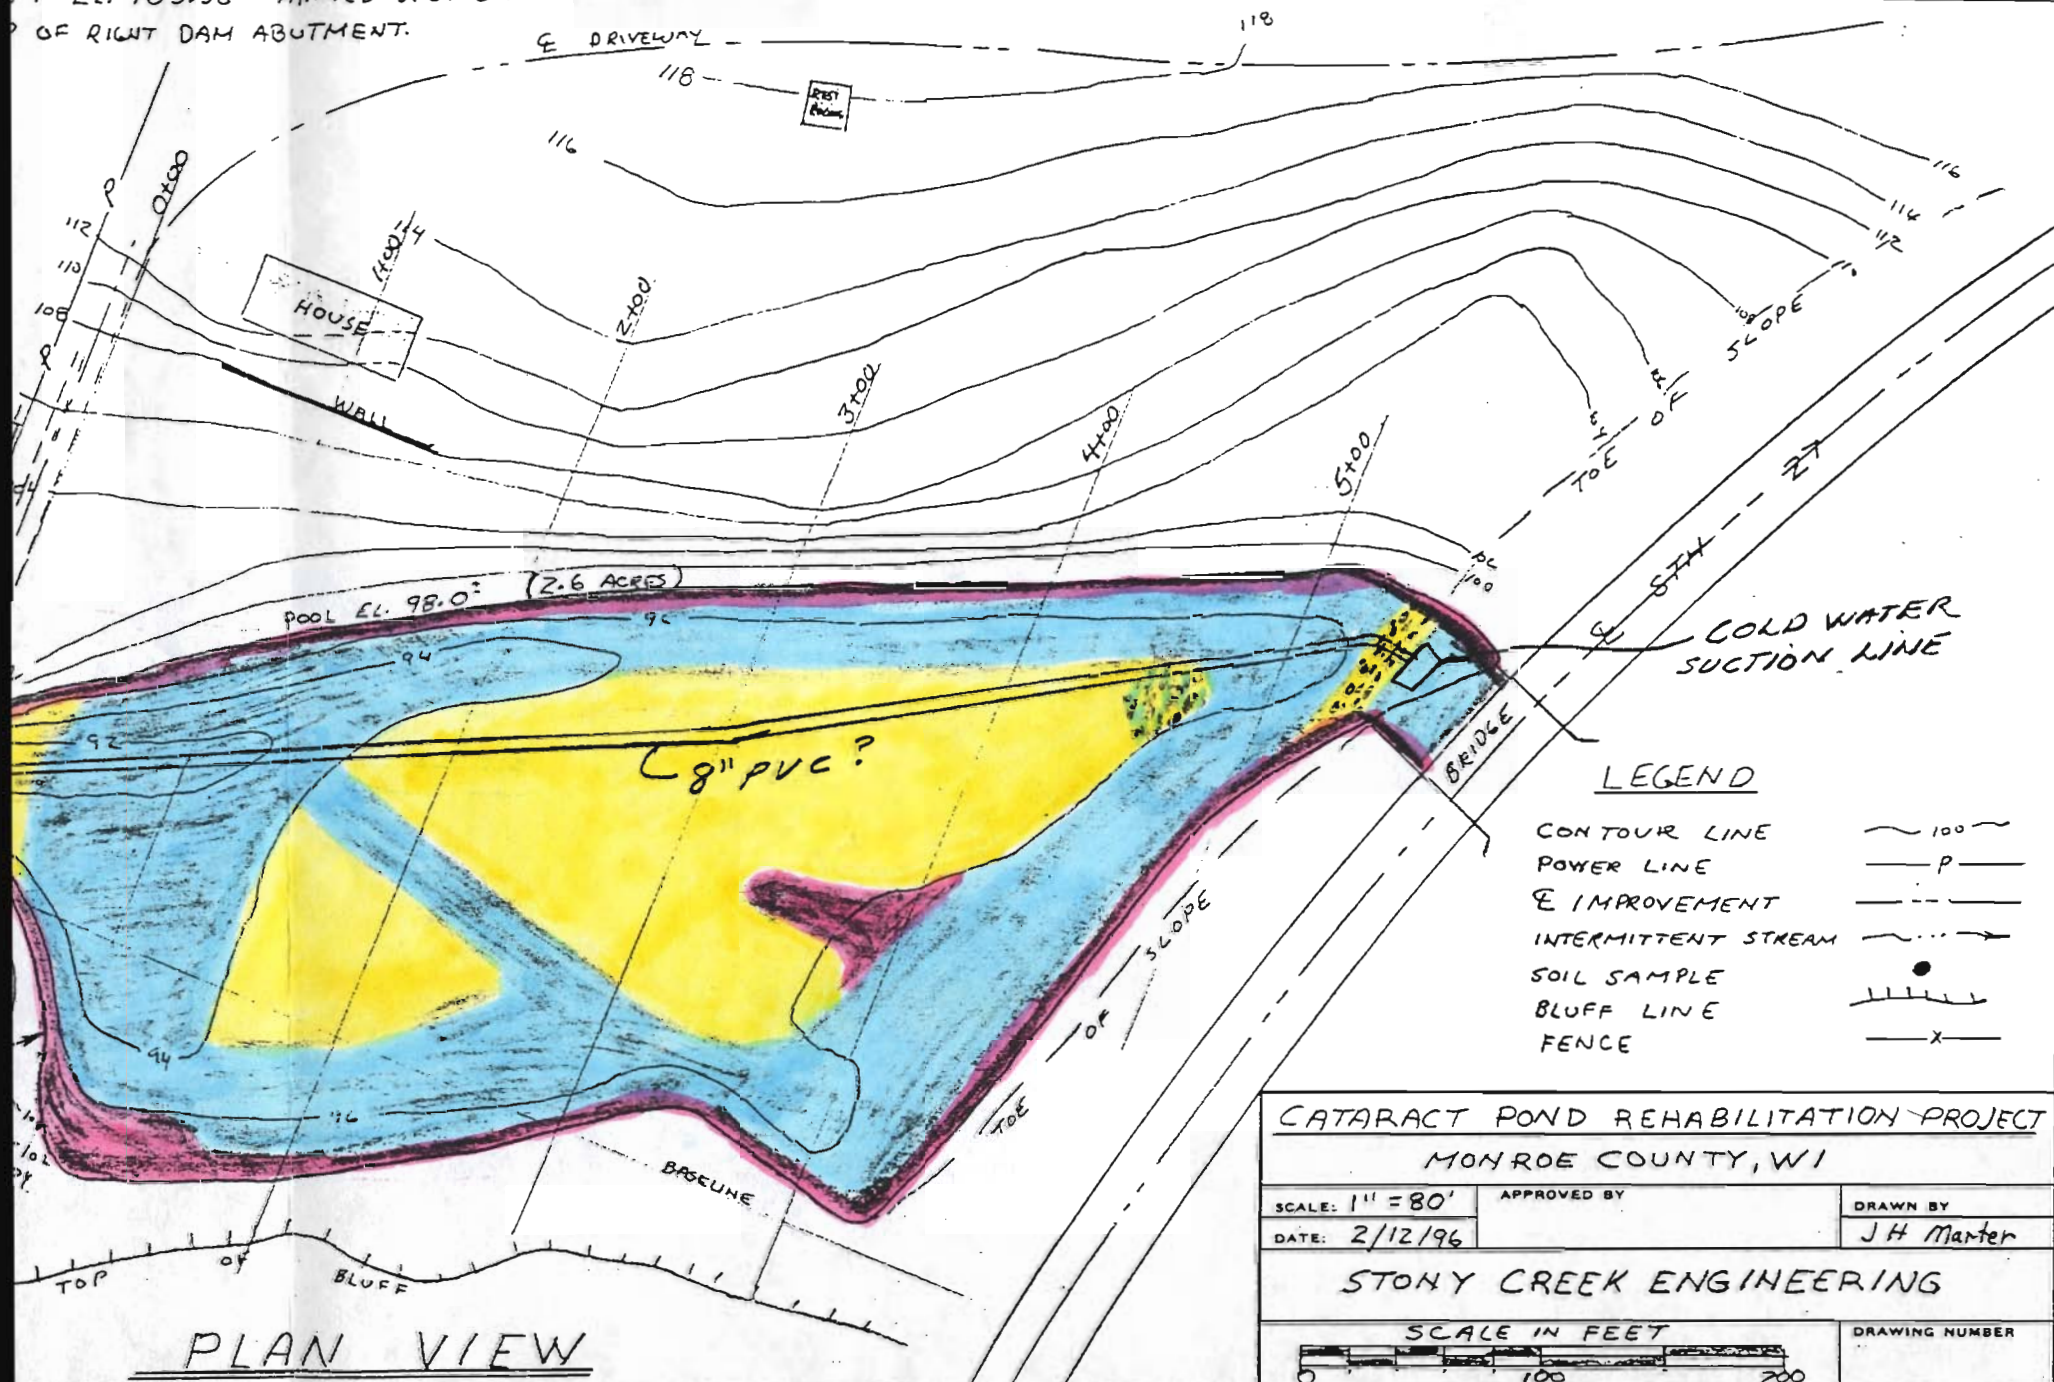 OF RIGHT DAM ABUTMENT.
℄ DRIVEWAY
118
118
REST
116
116
114
112
110
108
P
0+00
112
110
108
P
1+00
HOUSE
2+00
WALL
3+00
4+00
5+00
TOE OF SLOPE
℄ STH 27
100
POOL EL. 98.0± (2.6 ACRES)
96
94
92
COLD WATER
SUCTION LINE
8" PVC ?
BRIDGE
94
96
102
TOE OF SLOPE
BASELINE
TOP OF BLUFF
PLAN VIEW
LEGEND
CONTOUR LINE 100
POWER LINE P
℄ IMPROVEMENT
INTERMITTENT STREAM
SOIL SAMPLE
BLUFF LINE
FENCE X
CATARACT POND REHABILITATION PROJECT
MONROE COUNTY, WI
SCALE: 1" = 80'
APPROVED BY
DRAWN BY
DATE: 2/12/96
J H Marter
STONY CREEK ENGINEERING
SCALE IN FEET
DRAWING NUMBER
0 100 200